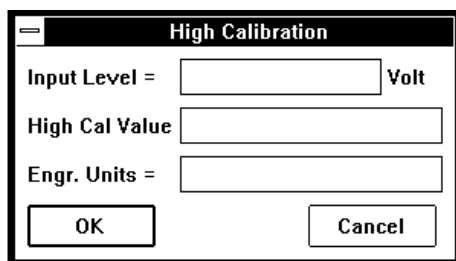 High Calibration
Input Level = Volt
High Cal Value
Engr. Units =
OK Cancel